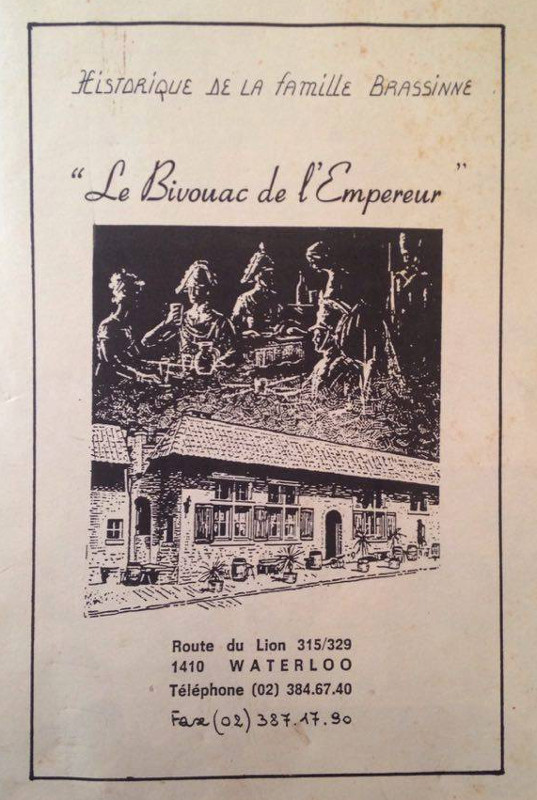 Historique de la famille Brassinne
"Le Bivouac de l'Empereur"
Route du Lion 315/329
1410 WATERLOO
Téléphone (02) 384.67.40
Fax (02) 387.17.90